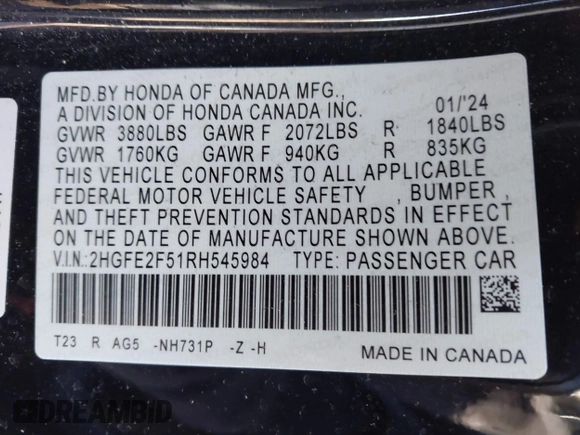 MFD.BY HONDA OF CANADA MFG.,
A DIVISION OF HONDA CANADA INC. 01/'24
GVWR 3880LBS GAWR F 2072LBS R 1840LBS
GVWR 1760KG GAWR F 940KG R 835KG
THIS VEHICLE CONFORMS TO ALL APPLICABLE
FEDERAL MOTOR VEHICLE SAFETY , BUMPER ,
AND THEFT PREVENTION STANDARDS IN EFFECT
ON THE DATE OF MANUFACTURE SHOWN ABOVE.
V.I.N.:2HGFE2F51RH545984 TYPE: PASSENGER CAR
T23 R AG5 -NH731P -Z -H
MADE IN CANADA
DREAMBID